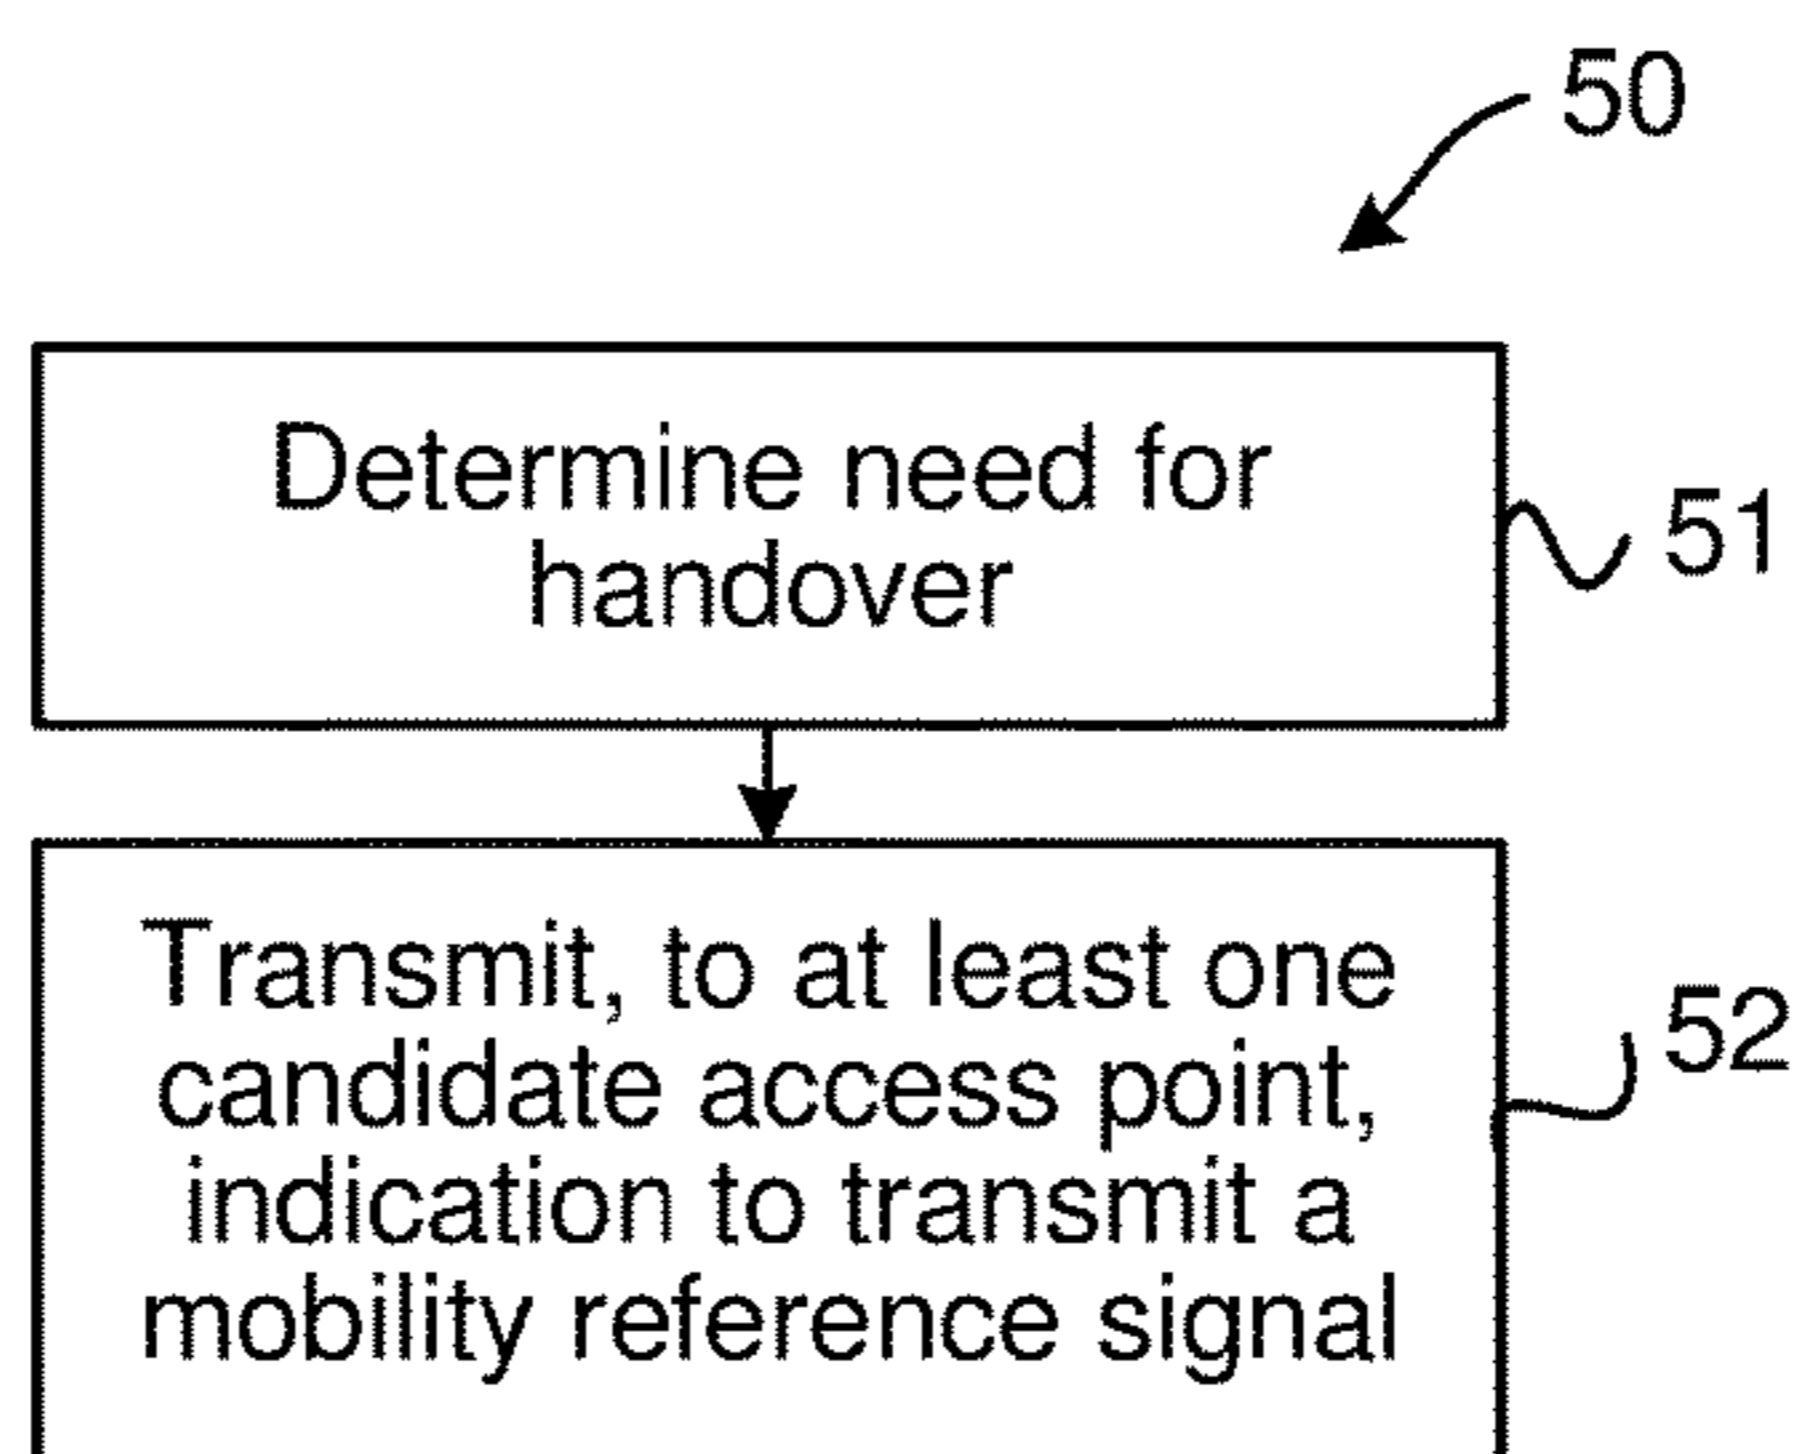 50
Determine need for
handover
51
Transmit, to at least one
candidate access point,
indication to transmit a
mobility reference signal
52